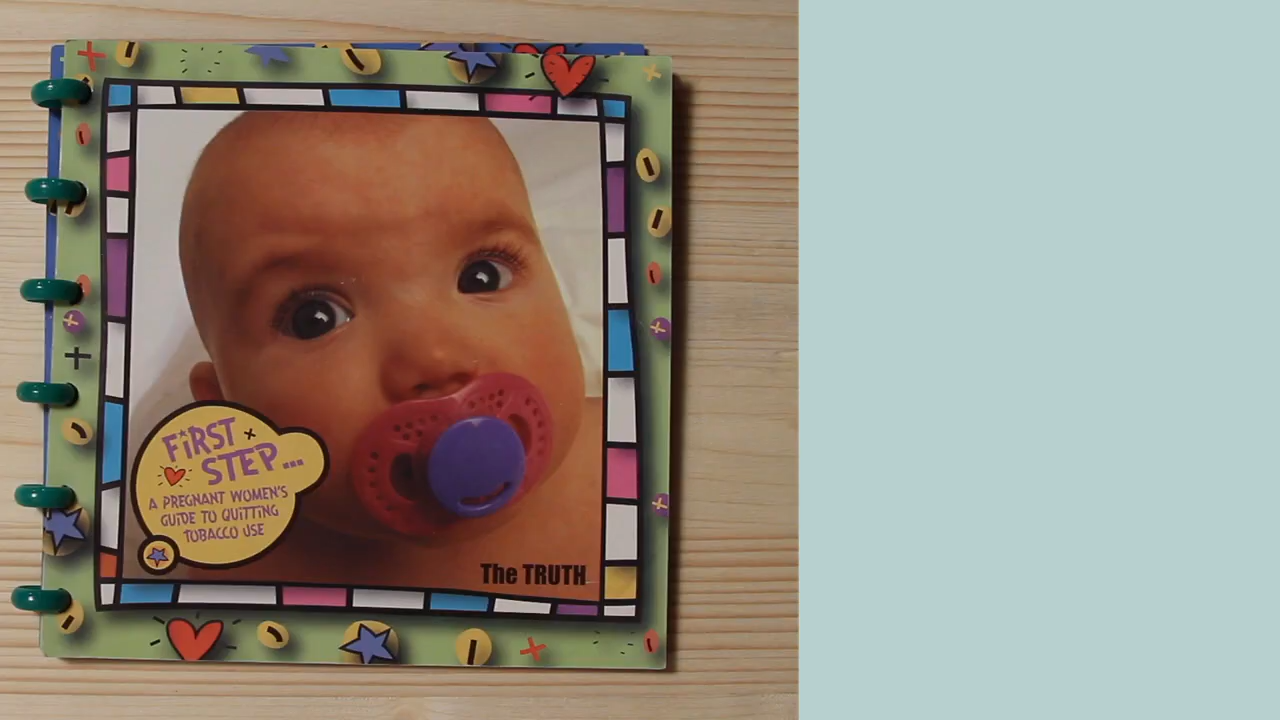 FIRST
STEP...
A PREGNANT WOMEN'S
GUIDE TO QUITTING
TOBACCO USE
The TRUTH